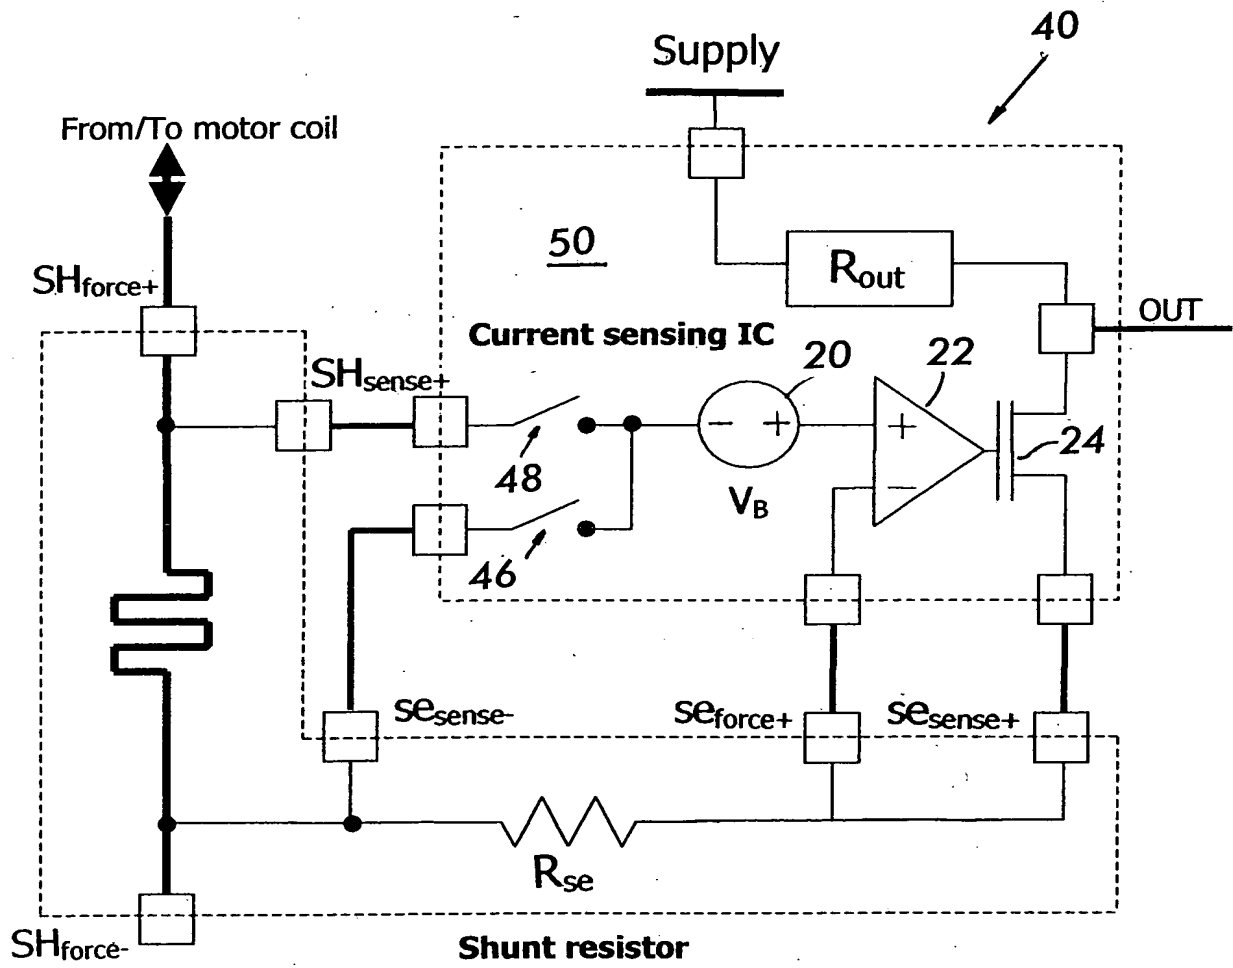 40
Supply
From/To motor coil
50
Rout
SHforce+
OUT
Current sensing IC
20
22
SHsense+
- +
+
24
48
VB
-
46
sesense-
seforce+
sesense+
Rse
SHforce-
Shunt resistor